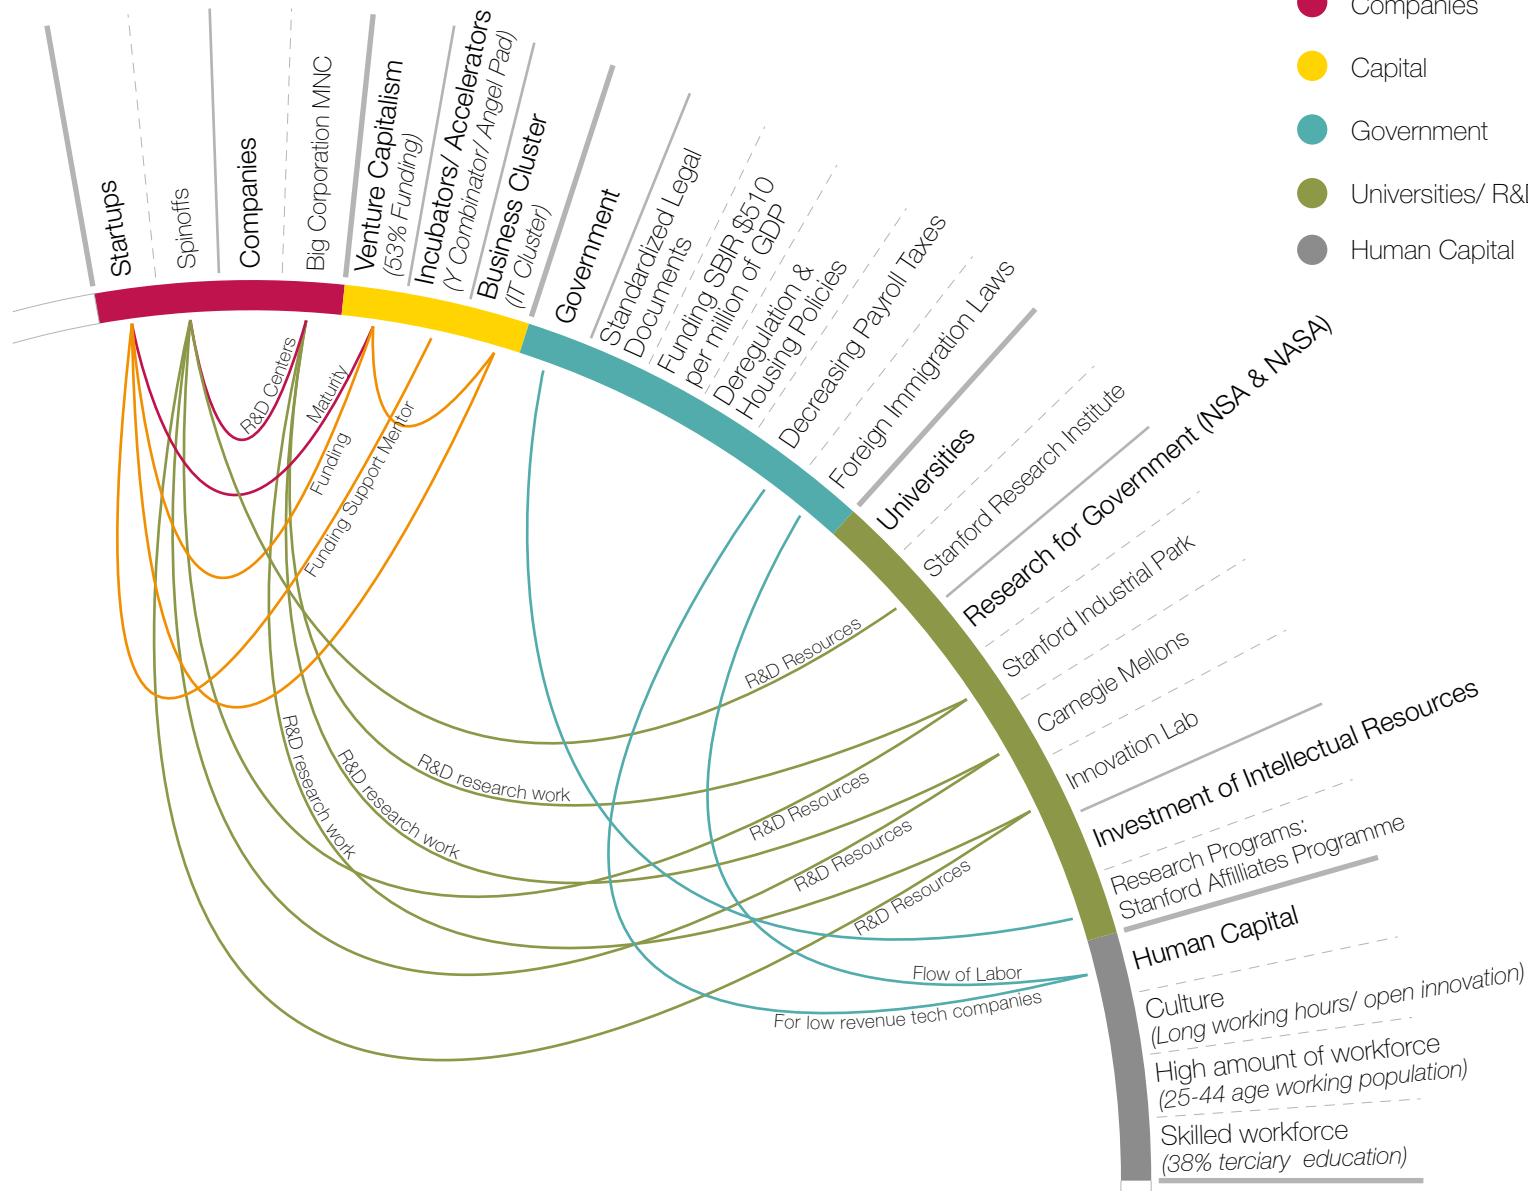 Startups
Spinoffs
Companies
Big Corporation MNC
Venture Capitalism
(53% Funding)
Incubators/ Accelerators
(Y Combinator/ Angel Pad)
Business Cluster
(IT Cluster)
Government
Standardized Legal
Documents
Funding SBIR $510
per million of GDP
Deregulation &
Housing Policies
Decreasing Payroll Taxes
Foreign Immigration Laws
Universities
Stanford Research Institute
Research for Government (NSA & NASA)
Stanford Industrial Park
Carnegie Mellons
Innovation Lab
Investment of Intellectual Resources
Research Programs:
Stanford Affilliates Programme
Human Capital
Culture
(Long working hours/ open innovation)
High amount of workforce
(25-44 age working population)
Skilled workforce
(38% terciary education)
R&D Centers
Maturity
Funding
Funding Support Mentor
R&D Resources
R&D research work
R&D research work
R&D research work
R&D Resources
R&D Resources
R&D Resources
Flow of Labor
For low revenue tech companies
Companies
Capital
Government
Universities/ R&D
Human Capital